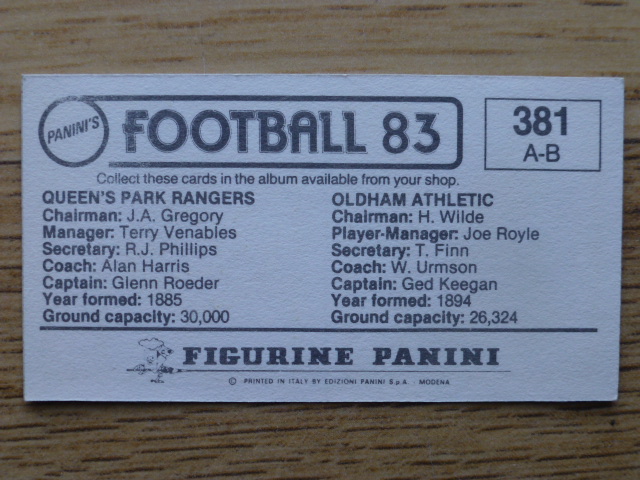 PANINI'S
FOOTBALL 83
381
A-B
Collect these cards in the album available from your shop.
QUEEN'S PARK RANGERS
Chairman: J.A. Gregory
Manager: Terry Venables
Secretary: R.J. Phillips
Coach: Alan Harris
Captain: Glenn Roeder
Year formed: 1885
Ground capacity: 30,000
OLDHAM ATHLETIC
Chairman: H. Wilde
Player-Manager: Joe Royle
Secretary: T. Finn
Coach: W. Urmson
Captain: Ged Keegan
Year formed: 1894
Ground capacity: 26,324
FIGURINE PANINI
© PRINTED IN ITALY BY EDIZIONI PANINI S.p.A. - MODENA